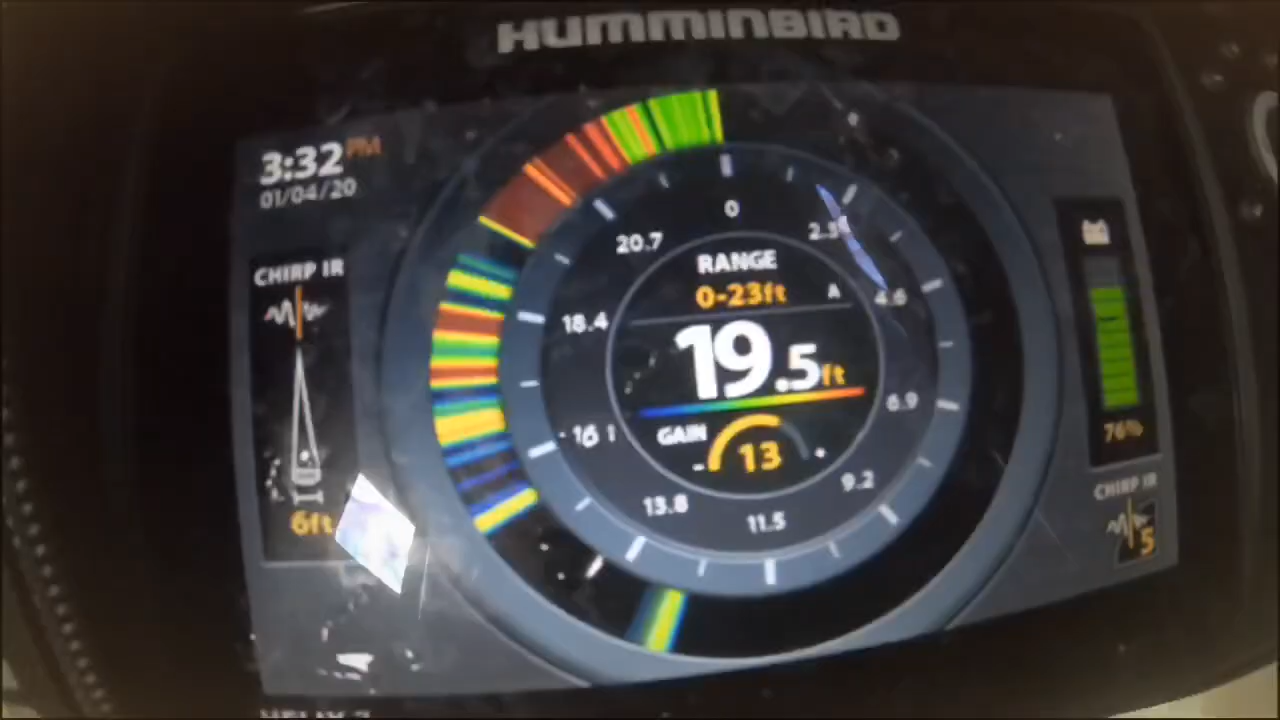 HUMMINBIRD
3:32 PM
01/04/20
CHIRP IR
6ft
0
2.3
4.6
6.9
9.2
11.5
13.8
16.1
18.4
20.7
RANGE
0-23ft A
19.5ft
GAIN
- 13 +
76%
CHIRP IR
5